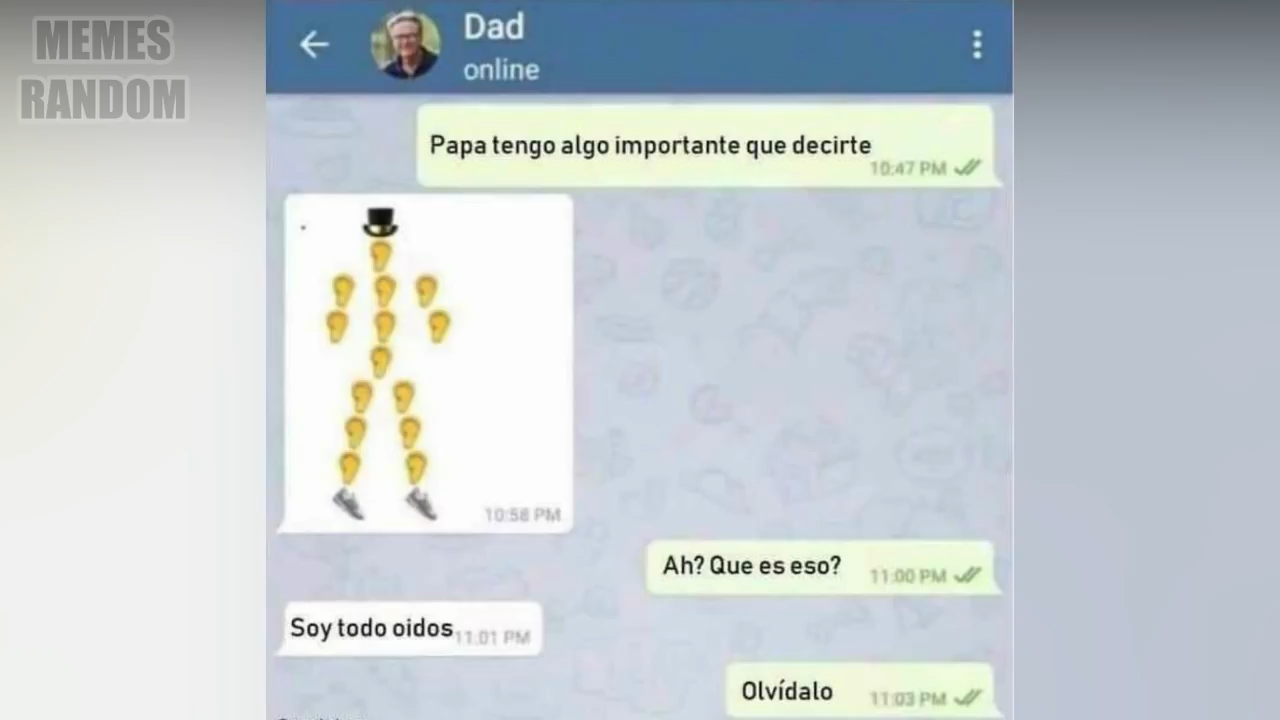 MEMES
RANDOM
Dad
online
Papa tengo algo importante que decirte
10:47 PM
10:58 PM
Ah? Que es eso?
11:00 PM
Soy todo oidos
11:01 PM
Olvídalo
11:03 PM